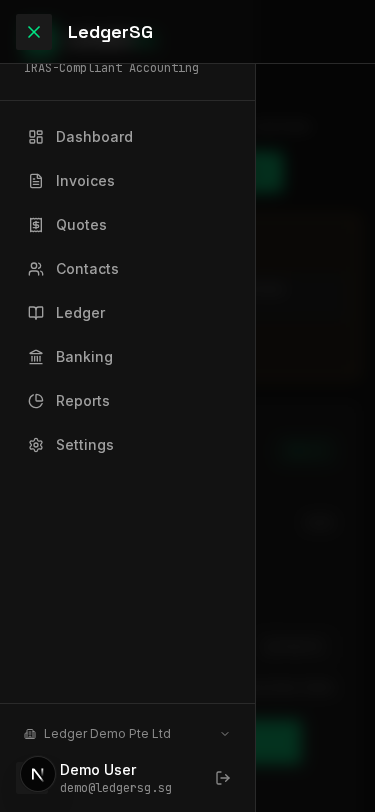 LedgerSG
IRAS-Compliant Accounting
Dashboard
Invoices
Quotes
Contacts
Ledger
Banking
Reports
Settings
Ledger Demo Pte Ltd
N
Demo User
demo@ledgersg.sg